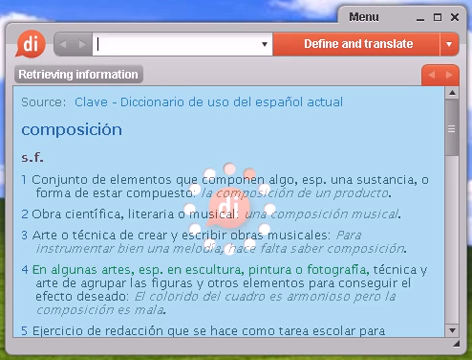 Menu
di
Define and translate
Retrieving information
Source: Clave - Diccionario de uso del español actual
composición
s.f.
1 Conjunto de elementos que componen algo, esp. una sustancia, o
forma de estar compuesto: la composición de un producto.
2 Obra científica, literaria o musical: una composición musical.
3 Arte o técnica de crear y escribir obras musicales: Para
instrumentar bien una melodía, hace falta saber composición.
di
4 En algunas artes, esp. en escultura, pintura o fotografía, técnica y
arte de agrupar las figuras y otros elementos para conseguir el
efecto deseado: El colorido del cuadro es armonioso pero la
composición es mala.
5 Ejercicio de redacción que se hace como tarea escolar para